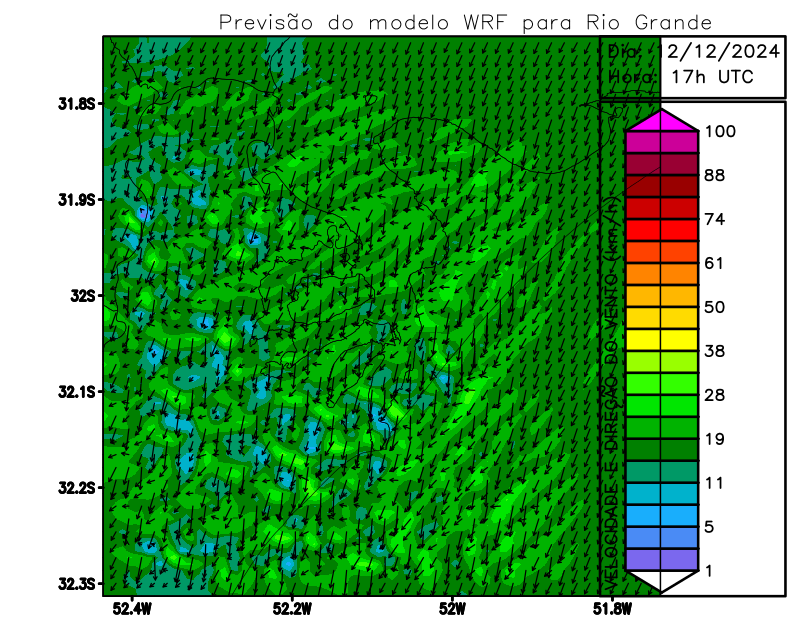 Previsão do modelo WRF para Rio Grande
Dia: 12/12/2024
Hora: 17h UTC
31.8S
31.9S
32S
32.1S
32.2S
32.3S
52.4W
52.2W
52W
51.8W
VELOCIDADE E DIREÇÃO DO VENTO (km/h)
100
88
74
61
50
38
28
19
11
5
1